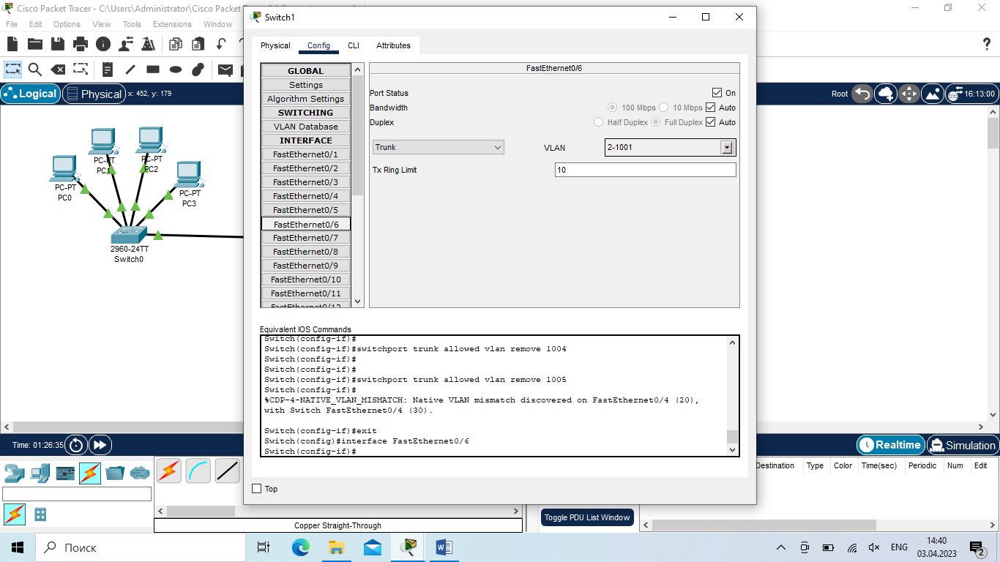 Cisco Packet Tracer - C:\Users\Administrator\Cisco Packet
Switch1
File Edit Options View Tools Extensions Window
Physical Config CLI Attributes
Logical Physical x: 452, y: 179
Root 16:13:00
GLOBAL
Settings
Algorithm Settings
SWITCHING
VLAN Database
INTERFACE
FastEthernet0/1
FastEthernet0/2
FastEthernet0/3
FastEthernet0/4
FastEthernet0/5
FastEthernet0/6
FastEthernet0/7
FastEthernet0/8
FastEthernet0/9
FastEthernet0/10
FastEthernet0/11
FastEthernet0/12
FastEthernet0/6
Port Status On
Bandwidth 100 Mbps 10 Mbps Auto
Duplex Half Duplex Full Duplex Auto
Trunk VLAN 2-1001
Tx Ring Limit 10
PC-PT
PC0
PC-PT
PC1
PC-PT
PC2
PC-PT
PC3
2960-24TT
Switch0
Equivalent IOS Commands
Switch(config-if)#
Switch(config-if)#switchport trunk allowed vlan remove 1004
Switch(config-if)#
Switch(config-if)#
Switch(config-if)#switchport trunk allowed vlan remove 1005
Switch(config-if)#
%CDP-4-NATIVE_VLAN_MISMATCH: Native VLAN mismatch discovered on FastEthernet0/4 (20),
with Switch FastEthernet0/4 (30).
Switch(config-if)#exit
Switch(config)#interface FastEthernet0/6
Switch(config-if)#
Top
Time: 01:26:35
Realtime Simulation
Destination Type Color Time(sec) Periodic Num Edit
Copper Straight-Through
Toggle PDU List Window
Поиск
ENG
14:40
03.04.2023
2